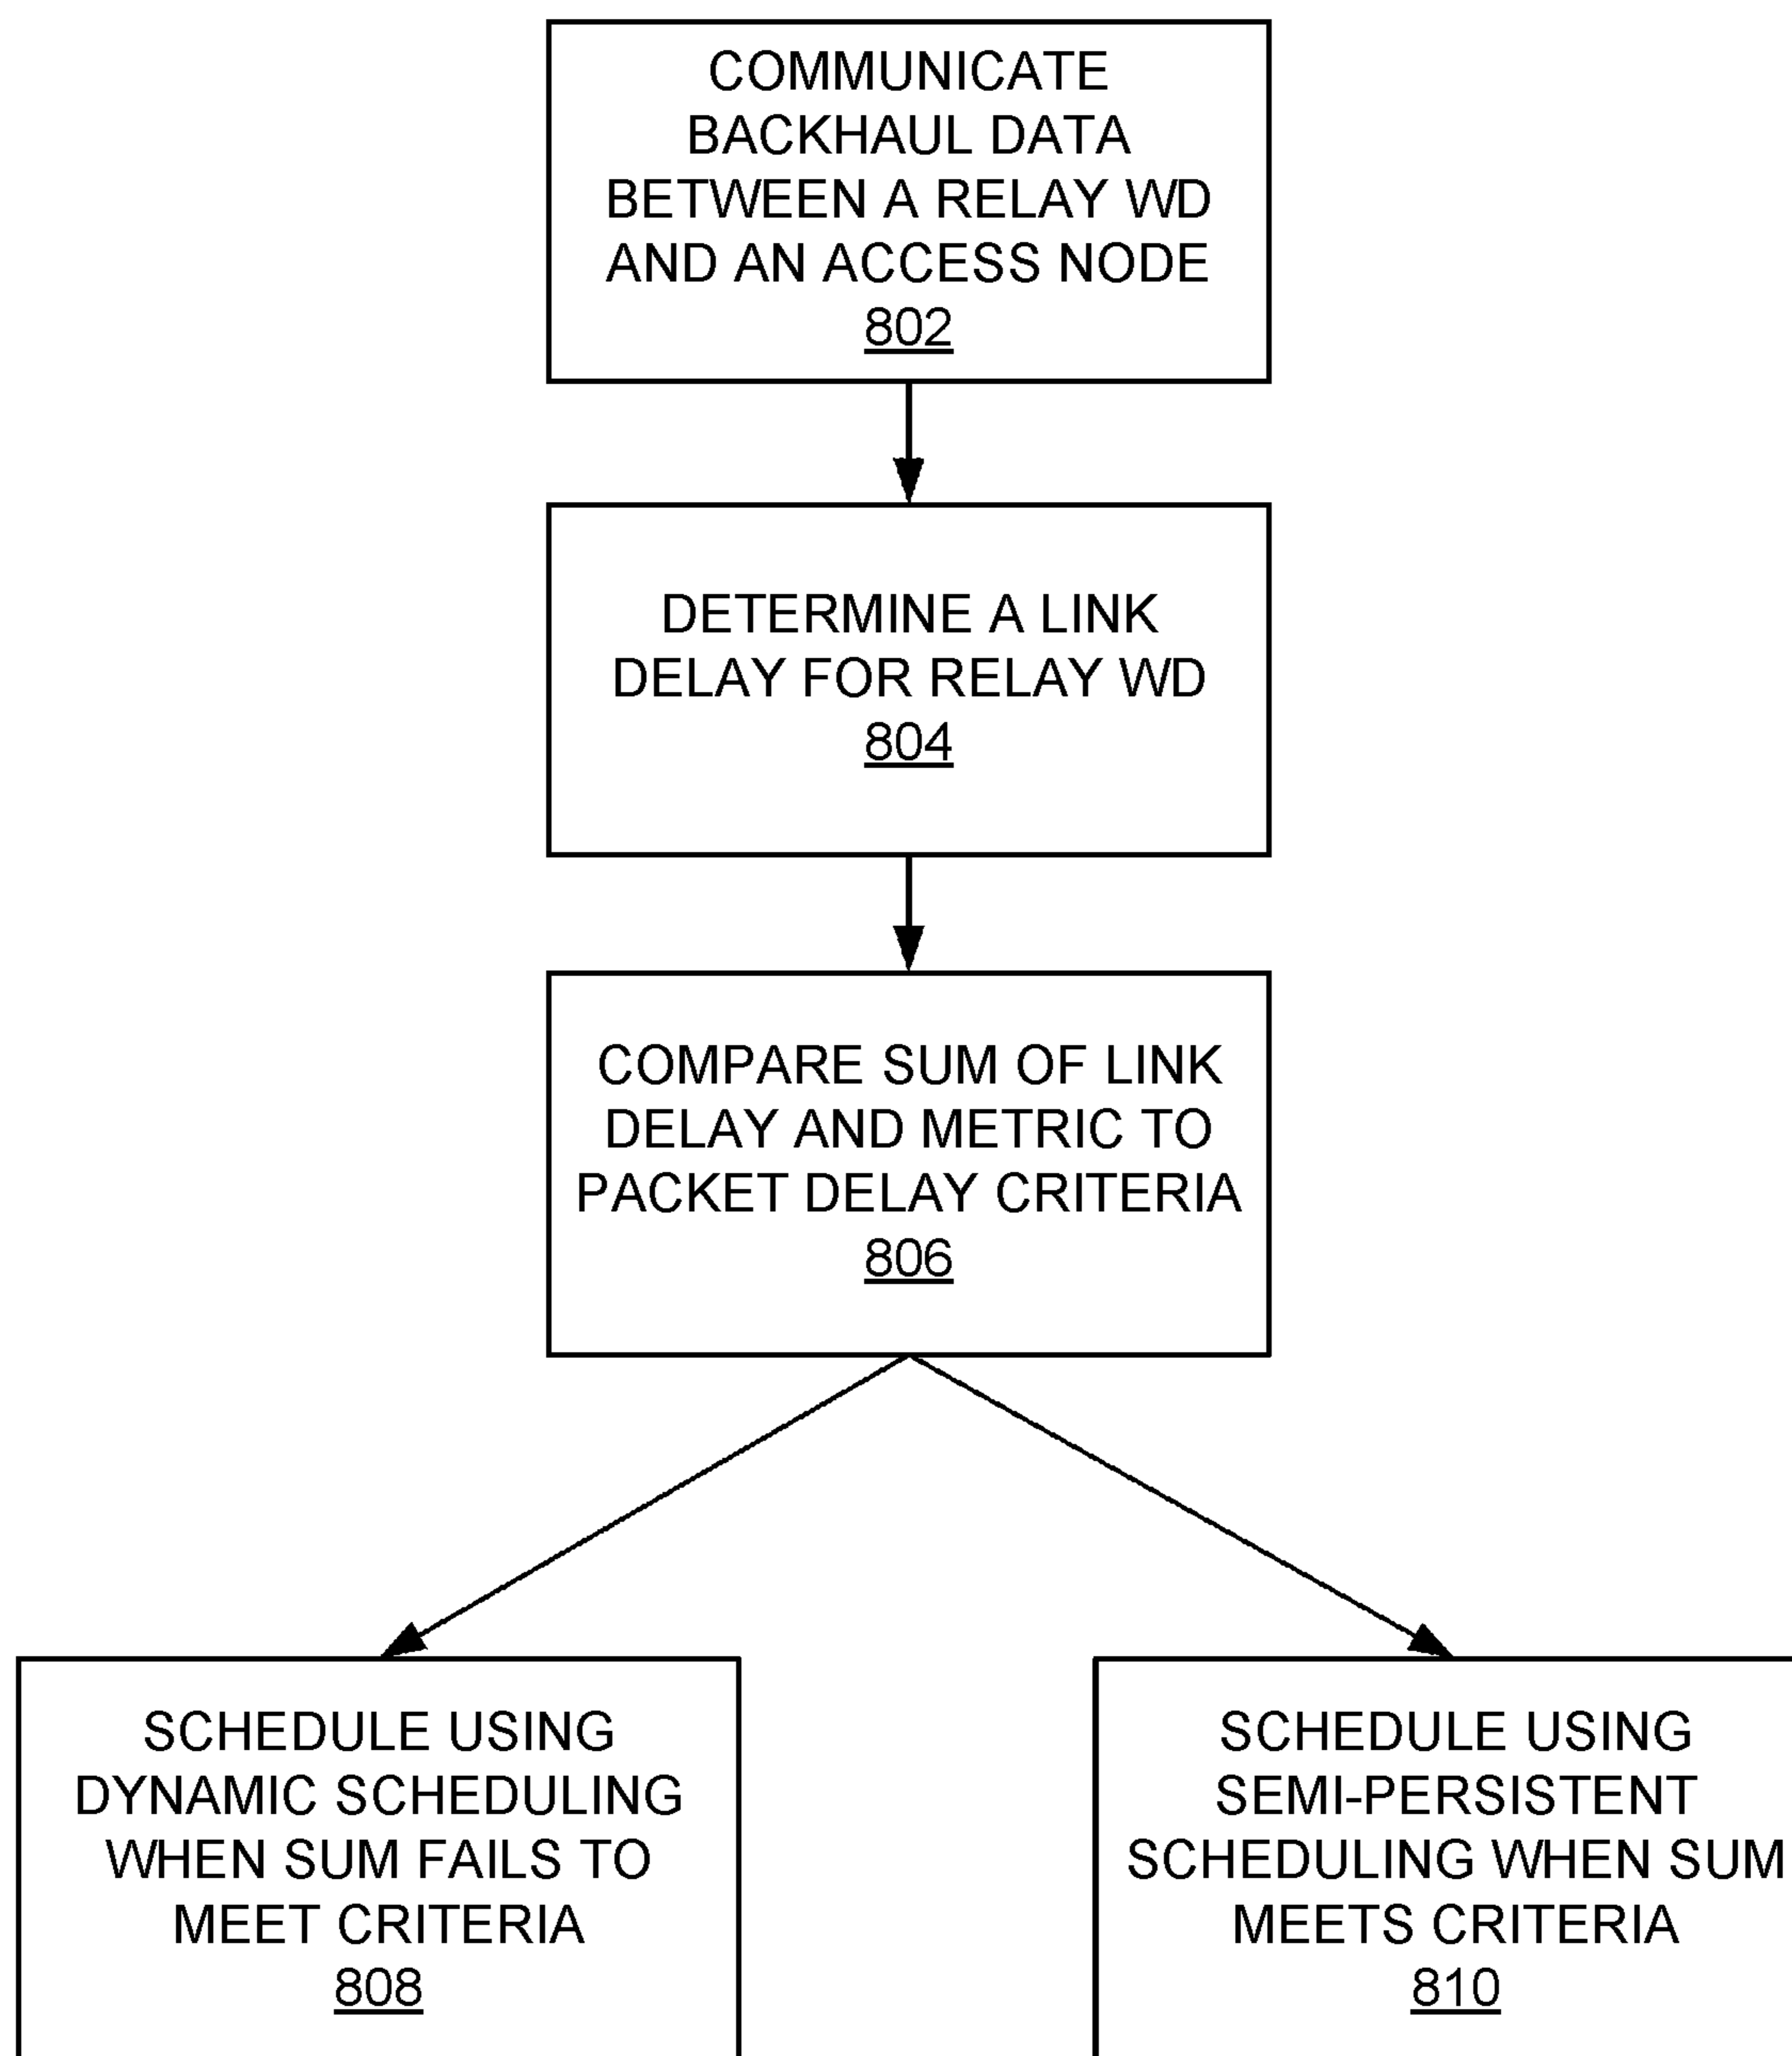 COMMUNICATE
BACKHAUL DATA
BETWEEN A RELAY WD
AND AN ACCESS NODE
802
DETERMINE A LINK
DELAY FOR RELAY WD
804
COMPARE SUM OF LINK
DELAY AND METRIC TO
PACKET DELAY CRITERIA
806
SCHEDULE USING
DYNAMIC SCHEDULING
WHEN SUM FAILS TO
MEET CRITERIA
808
SCHEDULE USING
SEMI-PERSISTENT
SCHEDULING WHEN SUM
MEETS CRITERIA
810